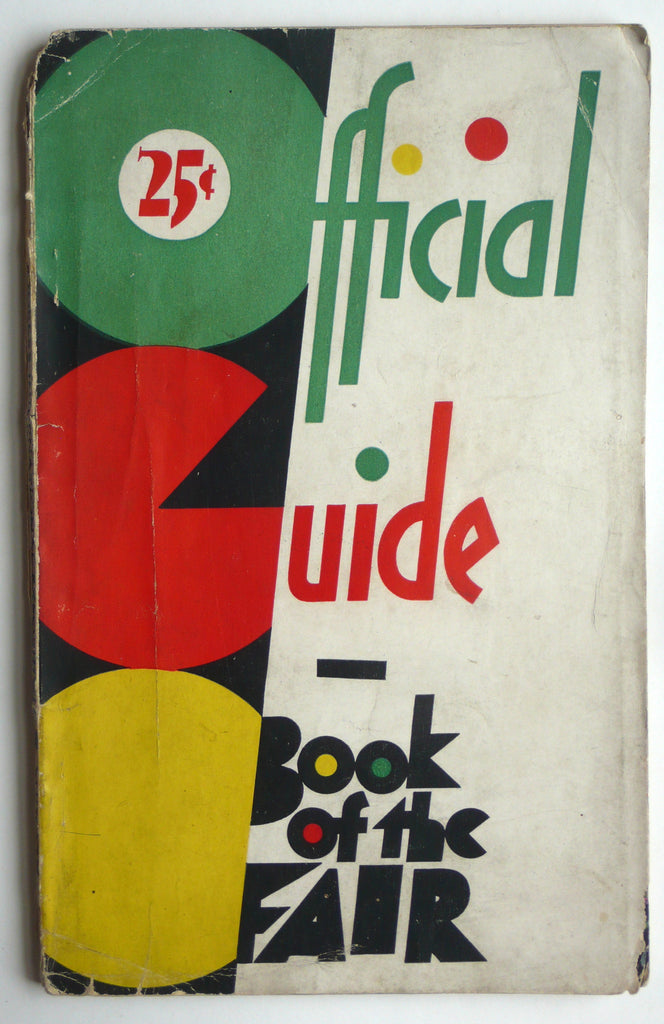 25¢
Official
Guide
Book
of the
FAIR